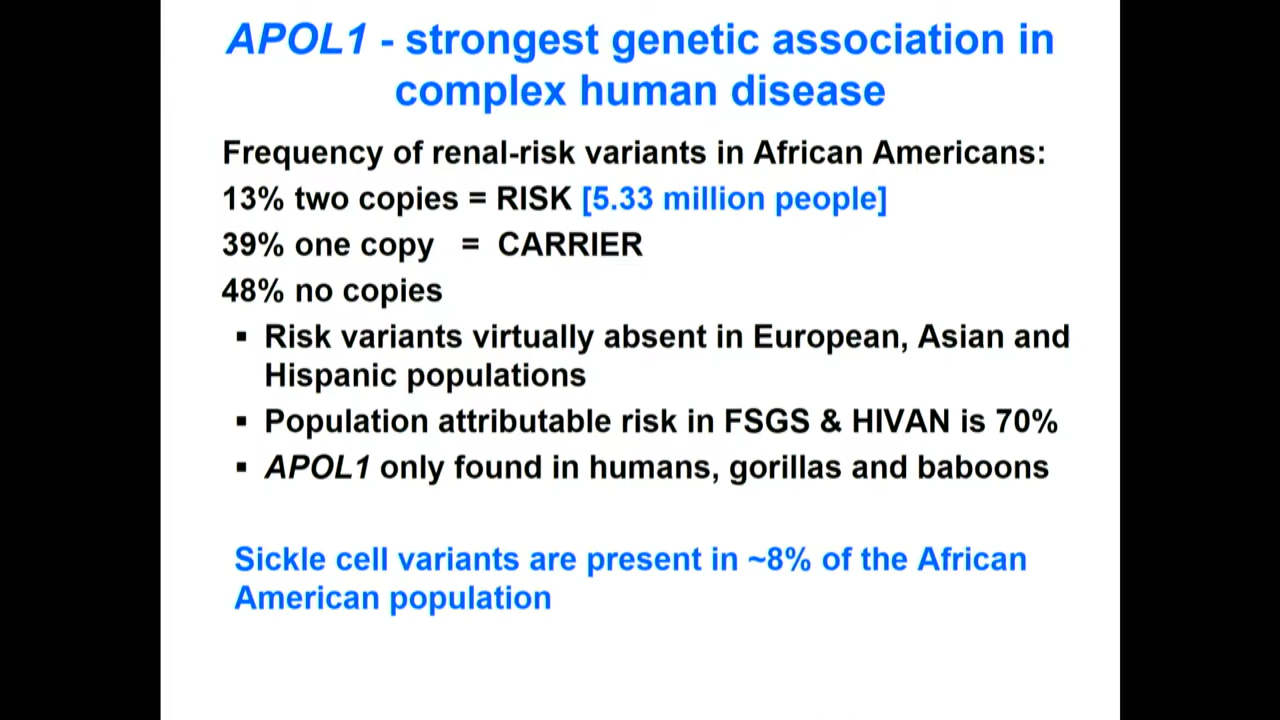 APOL1 - strongest genetic association in
complex human disease
Frequency of renal-risk variants in African Americans:
13% two copies = RISK [5.33 million people]
39% one copy = CARRIER
48% no copies
▪ Risk variants virtually absent in European, Asian and
Hispanic populations
▪ Population attributable risk in FSGS & HIVAN is 70%
▪ APOL1 only found in humans, gorillas and baboons
Sickle cell variants are present in ~8% of the African
American population